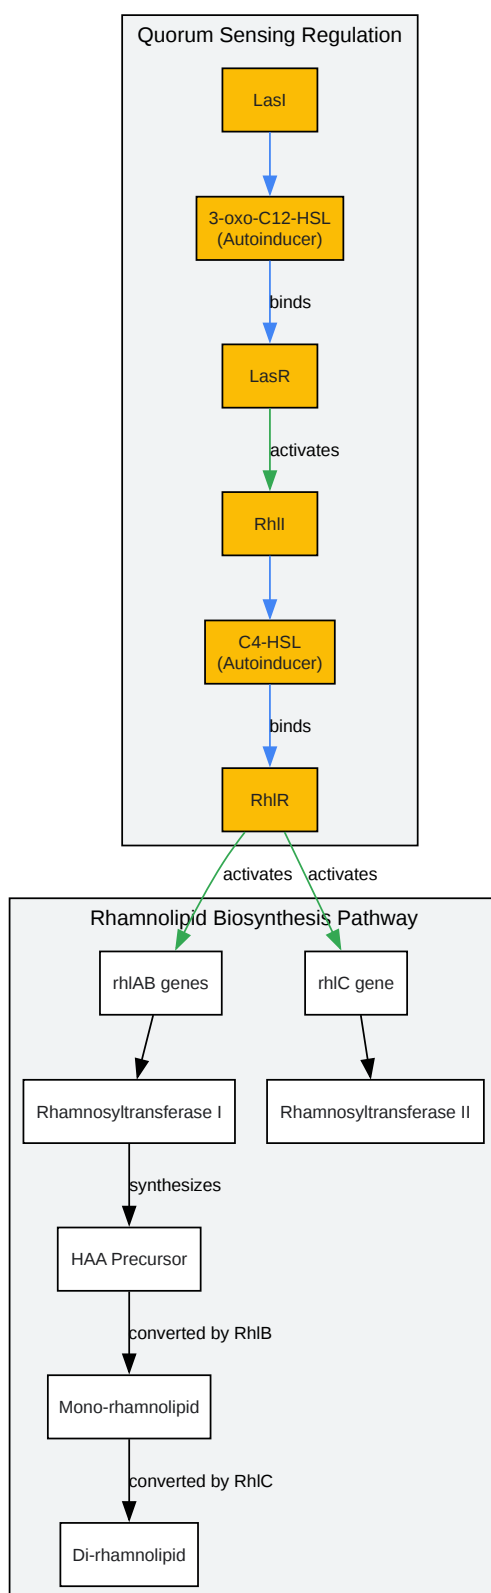 Quorum Sensing Regulation
LasI
3-oxo-C12-HSL
(Autoinducer)
binds
LasR
activates
RhlI
C4-HSL
(Autoinducer)
binds
RhlR
activates
activates
Rhamnolipid Biosynthesis Pathway
rhlAB genes
rhlC gene
Rhamnosyltransferase I
Rhamnosyltransferase II
synthesizes
HAA Precursor
converted by RhlB
Mono-rhamnolipid
converted by RhlC
Di-rhamnolipid